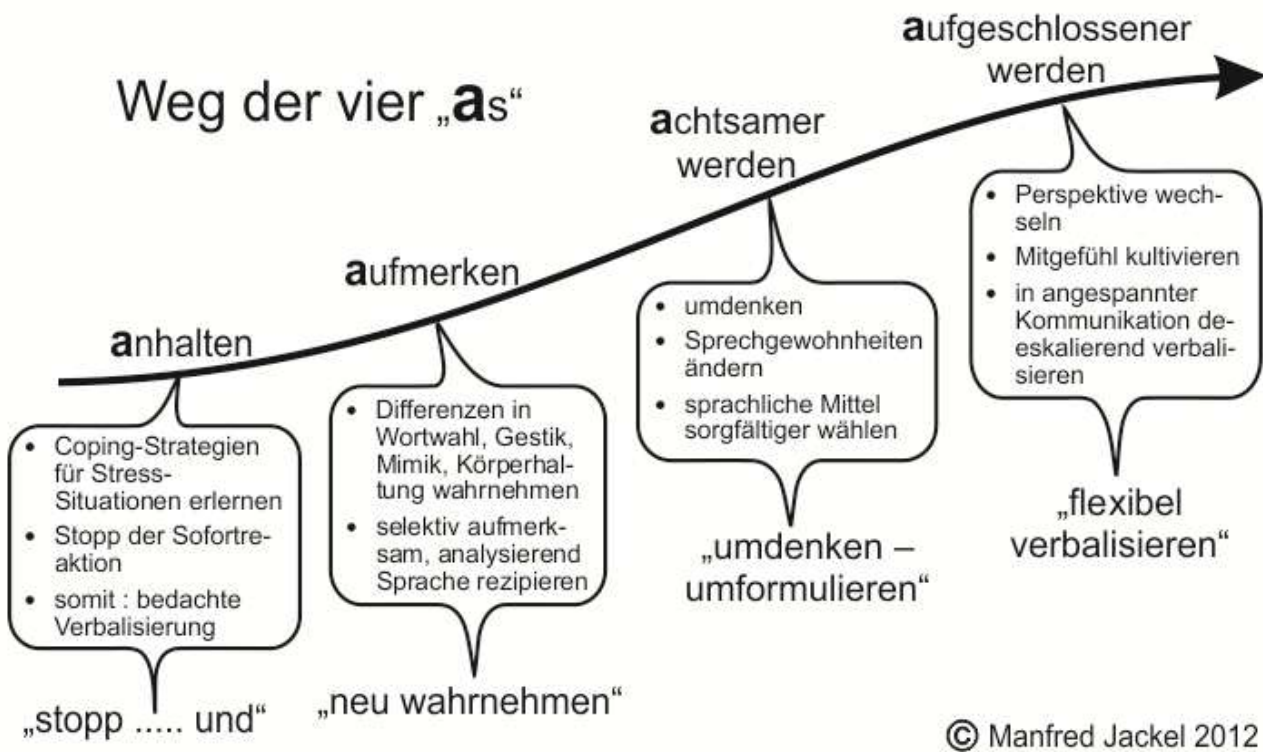 Weg der vier „as“
anhalten
• Coping-Strategien
für Stress-
Situationen erlernen
• Stopp der Sofortre-
aktion
• somit : bedachte
Verbalisierung
„stopp ..... und“
aufmerken
• Differenzen in
Wortwahl, Gestik,
Mimik, Körperhal-
tung wahrnehmen
• selektiv aufmerk-
sam, analysierend
Sprache rezipieren
„neu wahrnehmen“
achtsamer
werden
• umdenken
• Sprechgewohnheiten
ändern
• sprachliche Mittel
sorgfältiger wählen
„umdenken –
umformulieren“
aufgeschlossener
werden
• Perspektive wech-
seln
• Mitgefühl kultivieren
• in angespannter
Kommunikation de-
eskalierend verbali-
sieren
„flexibel
verbalisieren“
© Manfred Jackel 2012